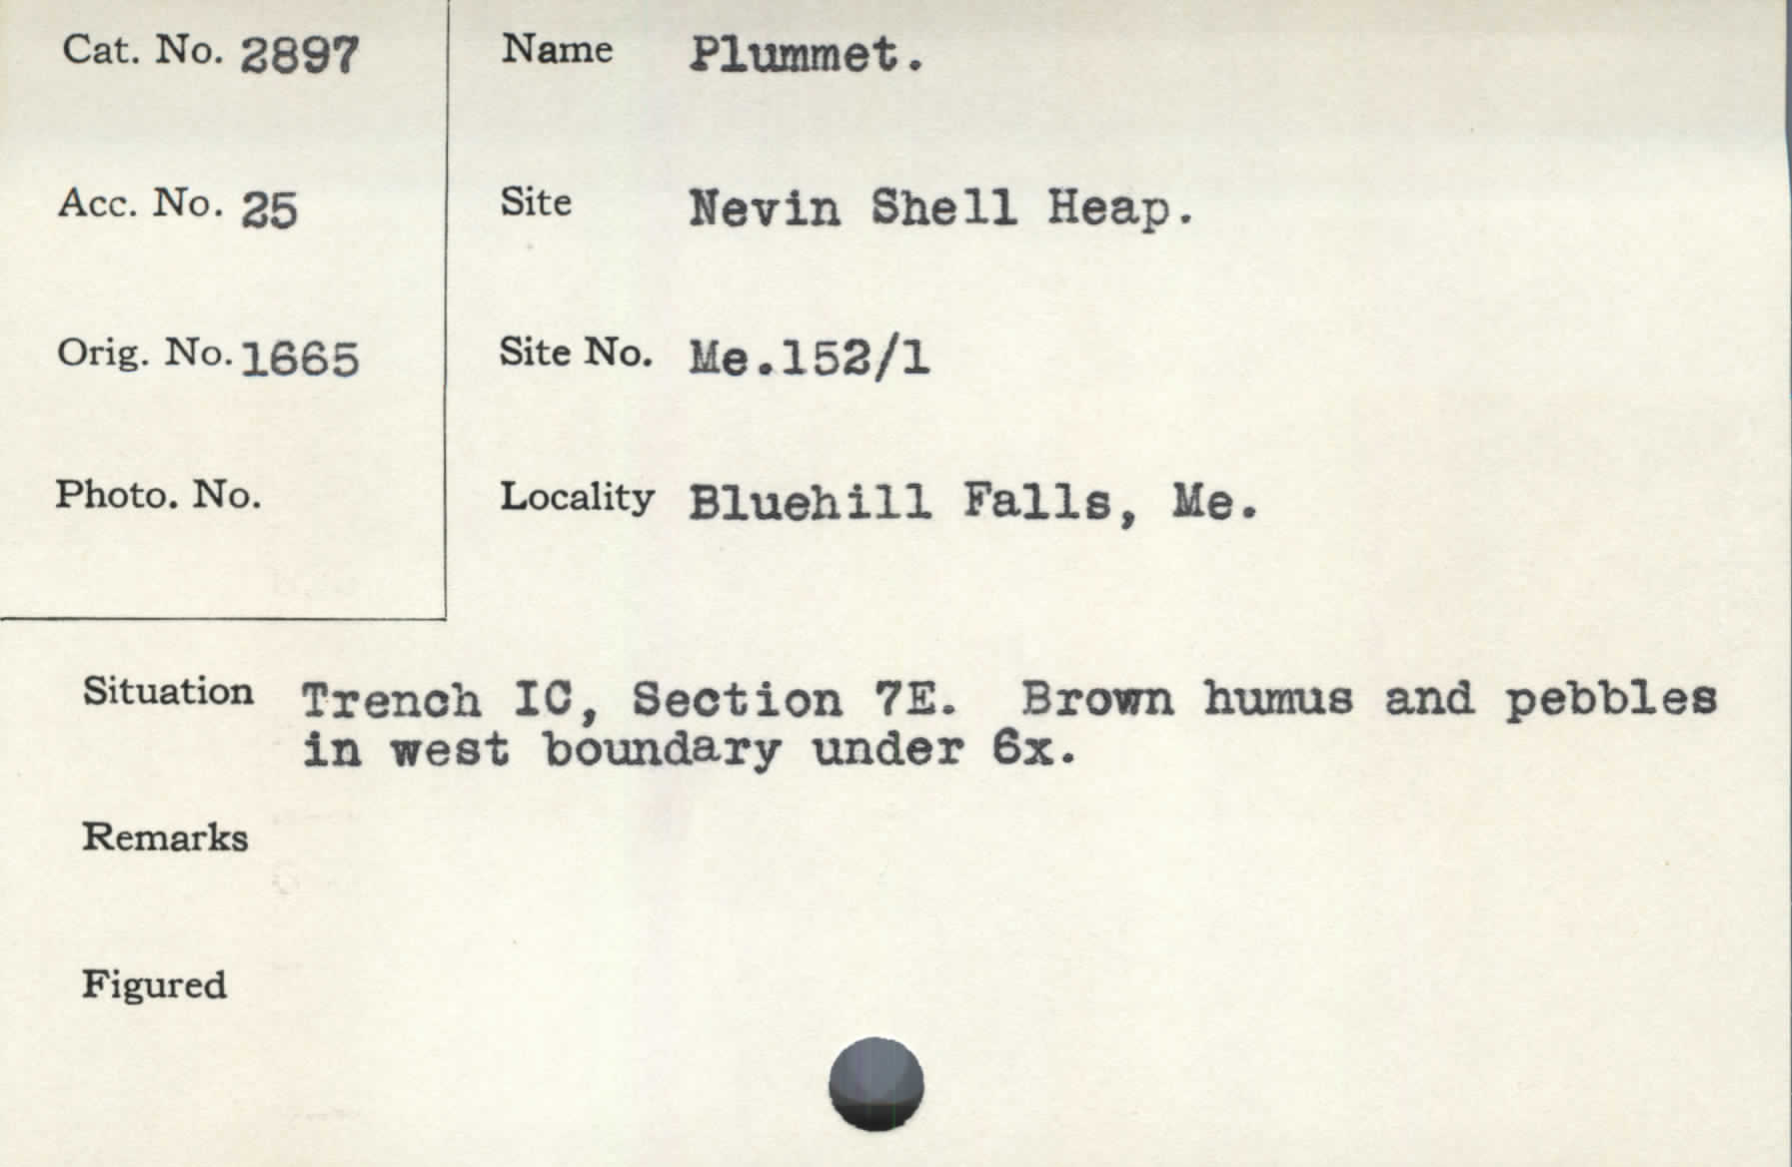 Cat. No. 2897
Acc. No. 25
Orig. No. 1665
Photo. No.
Name Plummet.
Site Nevin Shell Heap.
Site No. Me.152/1
Locality Bluehill Falls, Me.
Situation Trench IC, Section 7E. Brown humus and pebbles
in west boundary under 6x.
Remarks
Figured